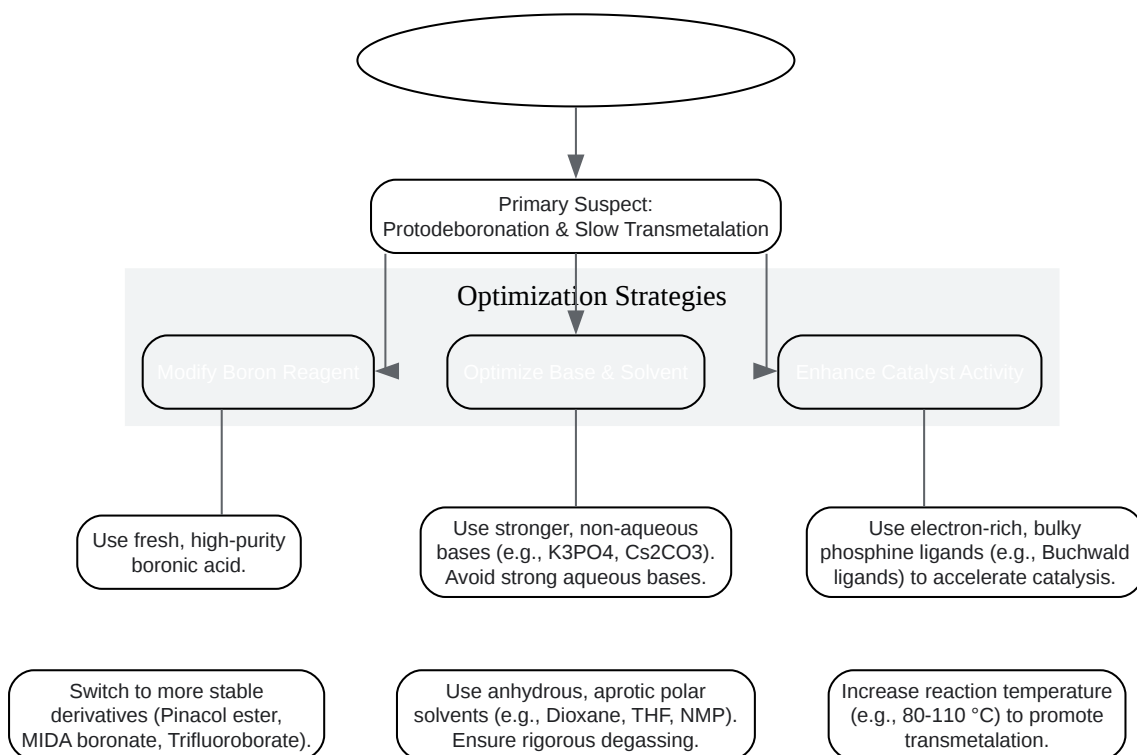 Primary Suspect:
Protodeboronation & Slow Transmetalation
Optimization Strategies
Modify Boron Reagent
Optimize Base & Solvent
Enhance Catalyst Activity
Use fresh, high-purity
boronic acid.
Use stronger, non-aqueous
bases (e.g., K3PO4, Cs2CO3).
Avoid strong aqueous bases.
Use electron-rich, bulky
phosphine ligands (e.g., Buchwald
ligands) to accelerate catalysis.
Switch to more stable
derivatives (Pinacol ester,
MIDA boronate, Trifluoroborate).
Use anhydrous, aprotic polar
solvents (e.g., Dioxane, THF, NMP).
Ensure rigorous degassing.
Increase reaction temperature
(e.g., 80-110 °C) to promote
transmetalation.